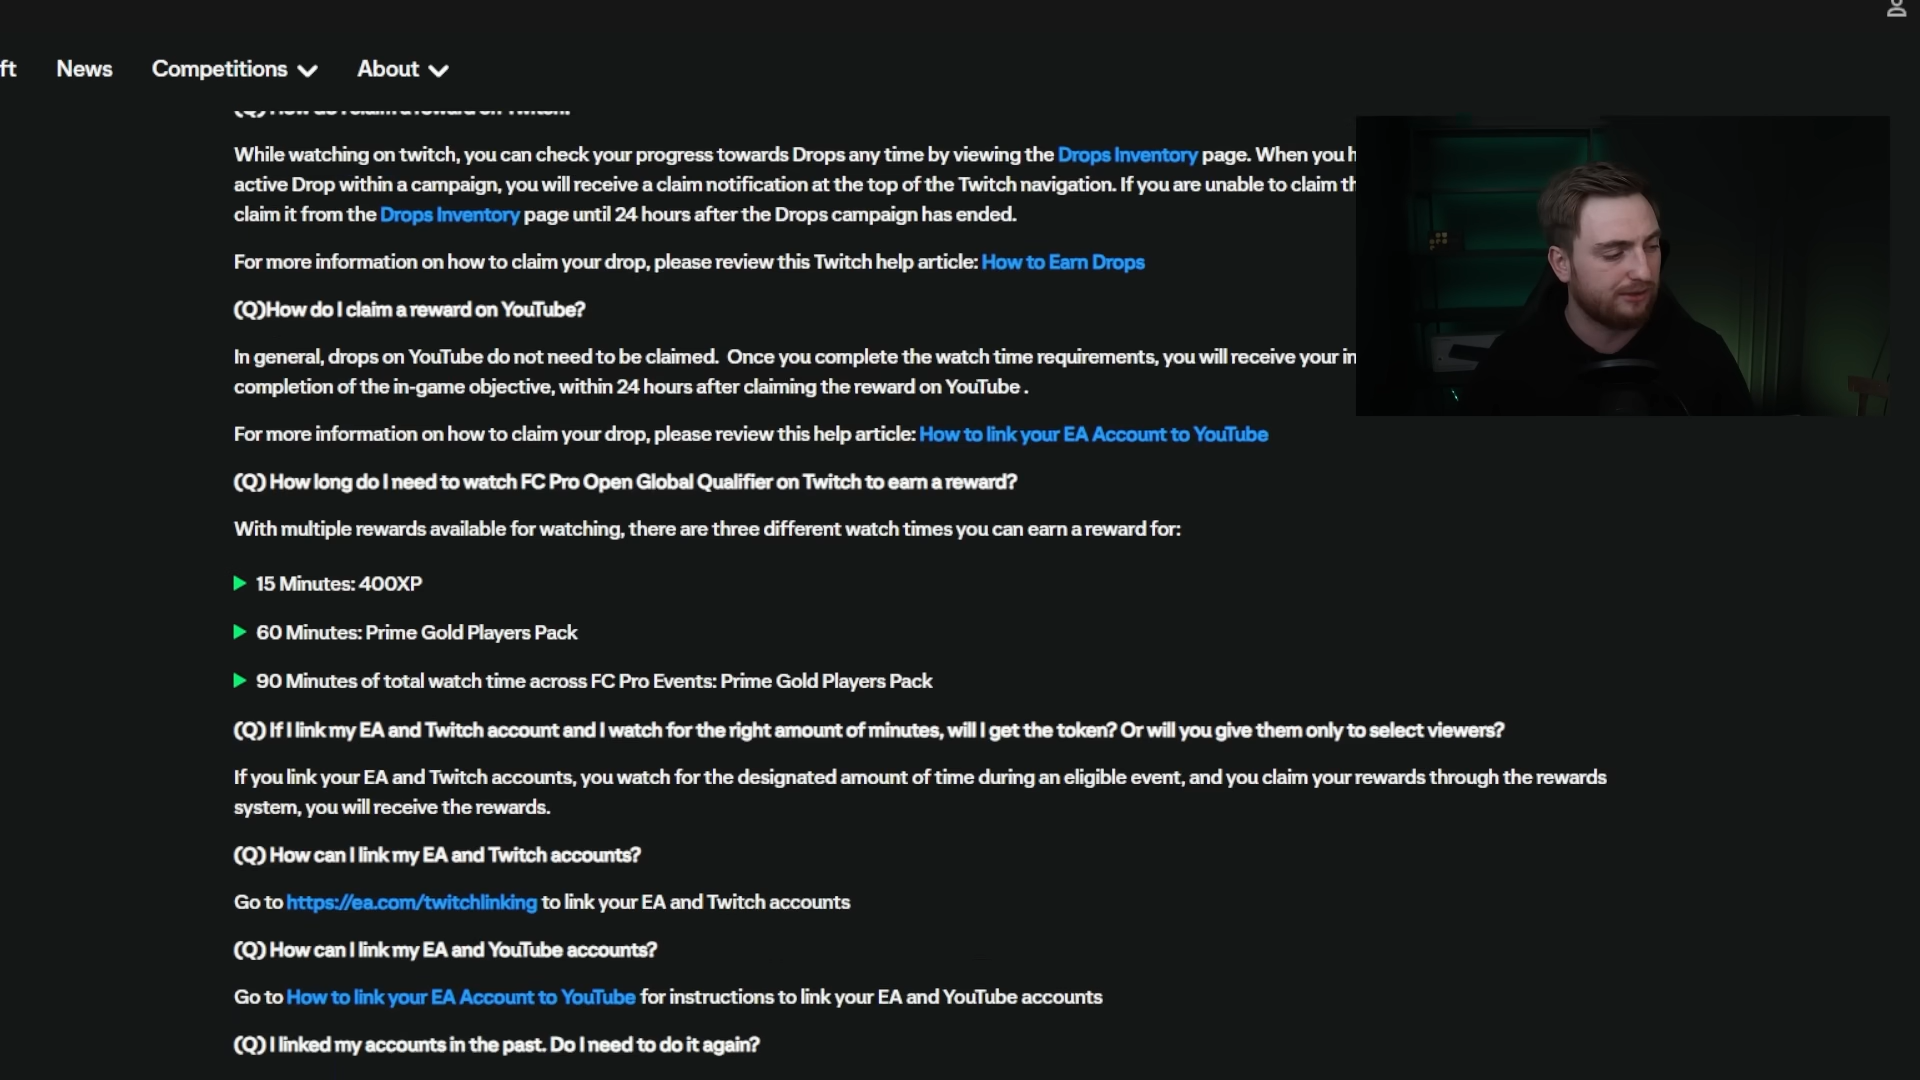 ft News Competitions About
(Q) How do I claim a reward on Twitch?
While watching on twitch, you can check your progress towards Drops any time by viewing the Drops Inventory page. When you h
active Drop within a campaign, you will receive a claim notification at the top of the Twitch navigation. If you are unable to claim th
claim it from the Drops Inventory page until 24 hours after the Drops campaign has ended.
For more information on how to claim your drop, please review this Twitch help article: How to Earn Drops
(Q)How do I claim a reward on YouTube?
In general, drops on YouTube do not need to be claimed. Once you complete the watch time requirements, you will receive your in
completion of the in-game objective, within 24 hours after claiming the reward on YouTube .
For more information on how to claim your drop, please review this help article: How to link your EA Account to YouTube
(Q) How long do I need to watch FC Pro Open Global Qualifier on Twitch to earn a reward?
With multiple rewards available for watching, there are three different watch times you can earn a reward for:
15 Minutes: 400XP
60 Minutes: Prime Gold Players Pack
90 Minutes of total watch time across FC Pro Events: Prime Gold Players Pack
(Q) If I link my EA and Twitch account and I watch for the right amount of minutes, will I get the token? Or will you give them only to select viewers?
If you link your EA and Twitch accounts, you watch for the designated amount of time during an eligible event, and you claim your rewards through the rewards
system, you will receive the rewards.
(Q) How can I link my EA and Twitch accounts?
Go to https://ea.com/twitchlinking to link your EA and Twitch accounts
(Q) How can I link my EA and YouTube accounts?
Go to How to link your EA Account to YouTube for instructions to link your EA and YouTube accounts
(Q) I linked my accounts in the past. Do I need to do it again?